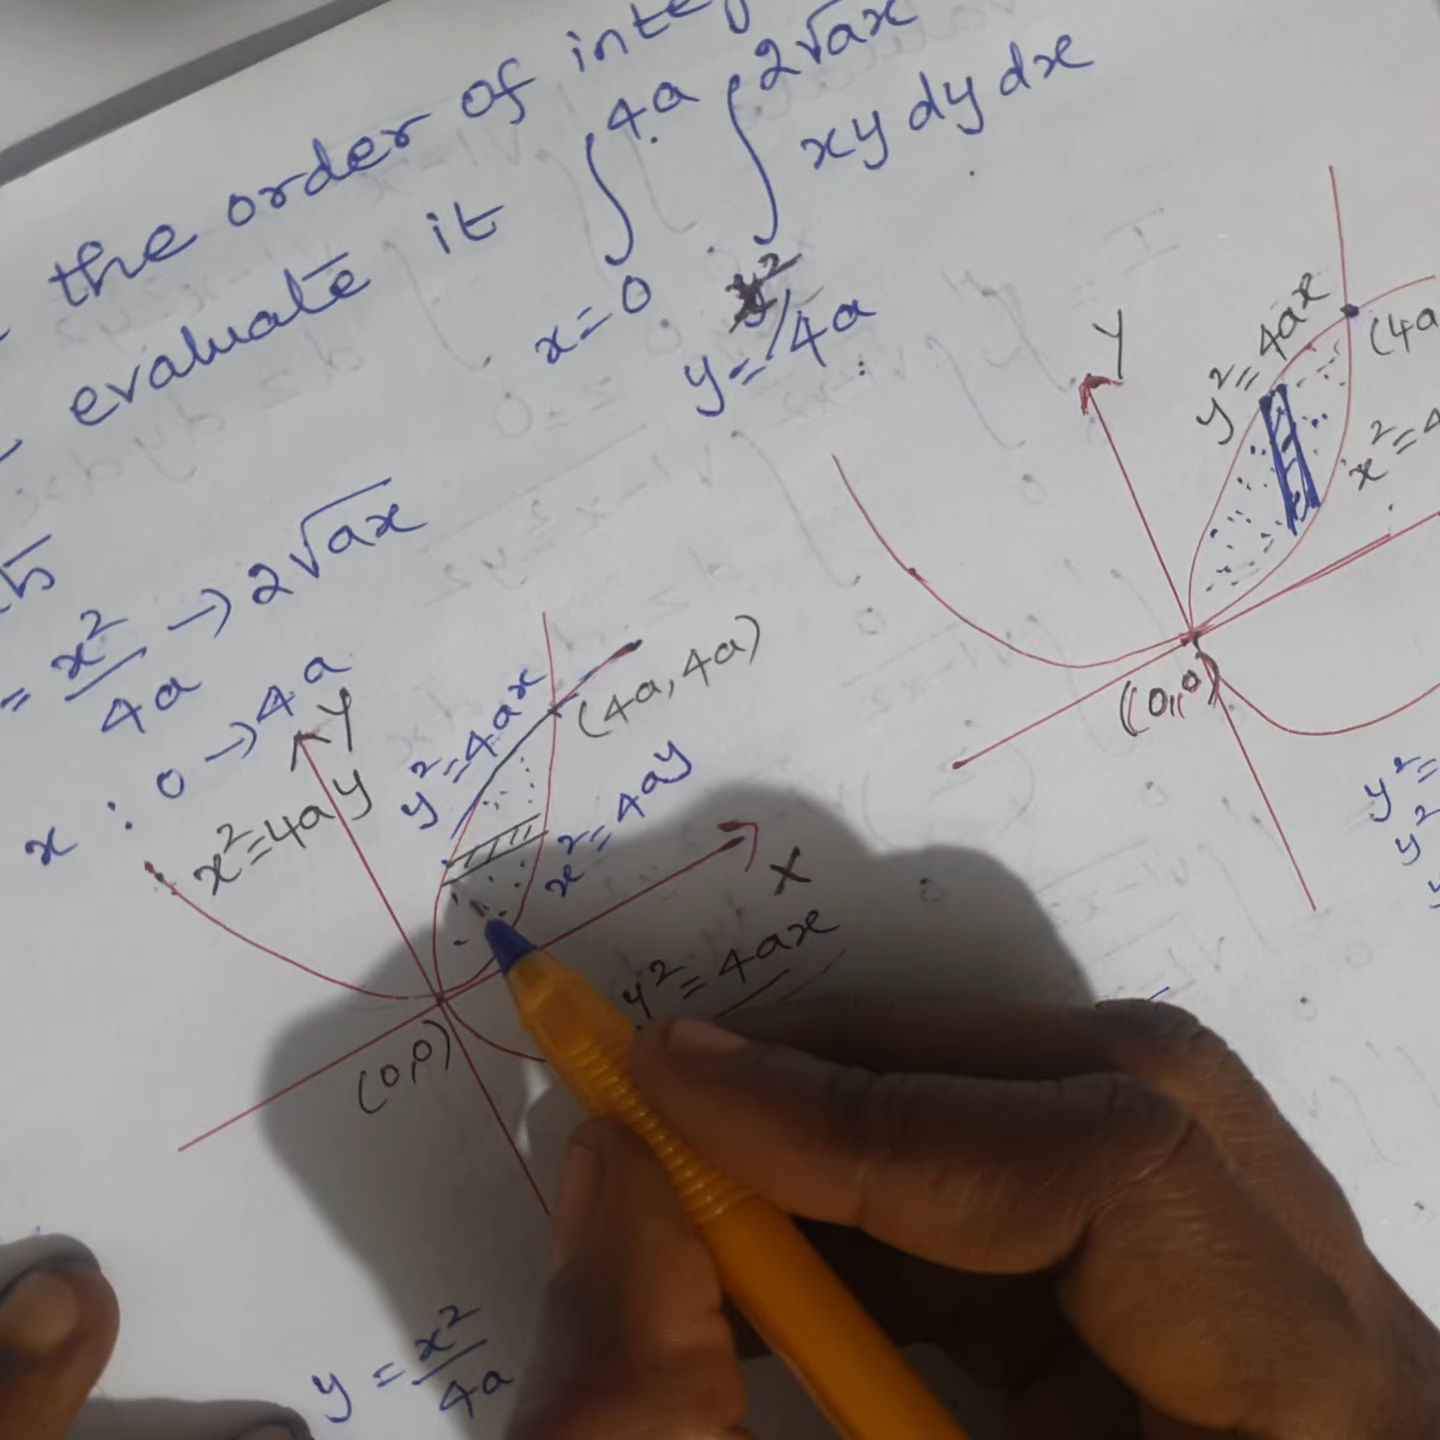 the order of
evaluate it ∫ 4a x=0 ∫ 2√ax y=x²/4a xy dy dx
= x²/4a → 2√ax
x : 0 → 4a
Y
x²=4ay
y²=4ax
(4a,4a)
x²=4ay
X
y²=4ax
(0,0)
y = x²/4a
Y
y²=4ax
(4a
x²=4
(0,0)
y²=
y²